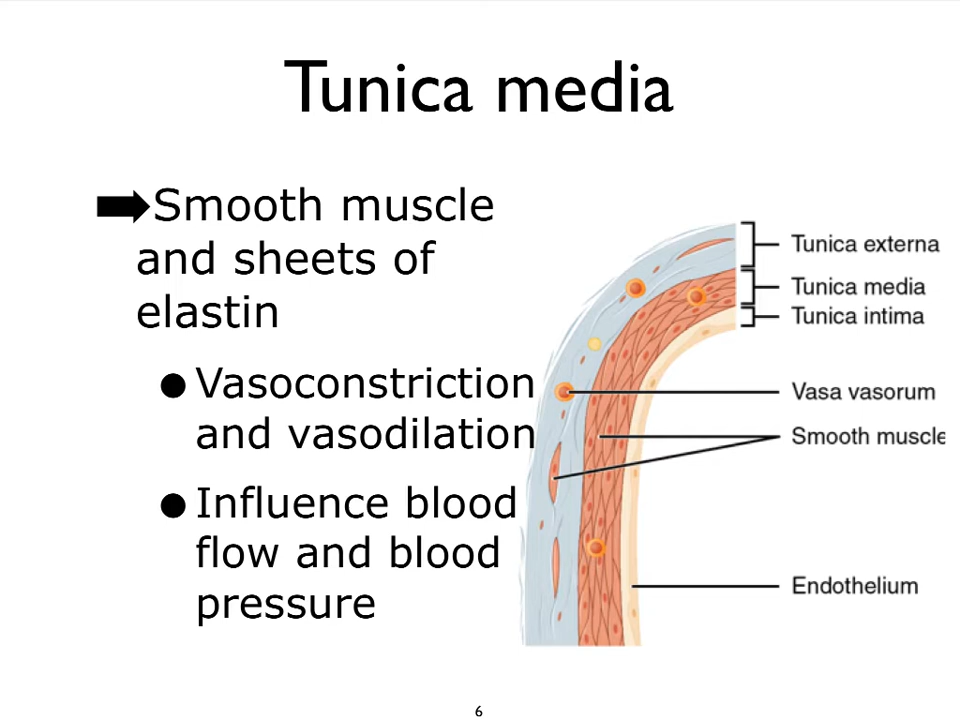 Tunica media
Smooth muscle
and sheets of
elastin
•Vasoconstriction
and vasodilation
•Influence blood
flow and blood
pressure
Tunica externa
Tunica media
Tunica intima
Vasa vasorum
Smooth muscle
Endothelium
6